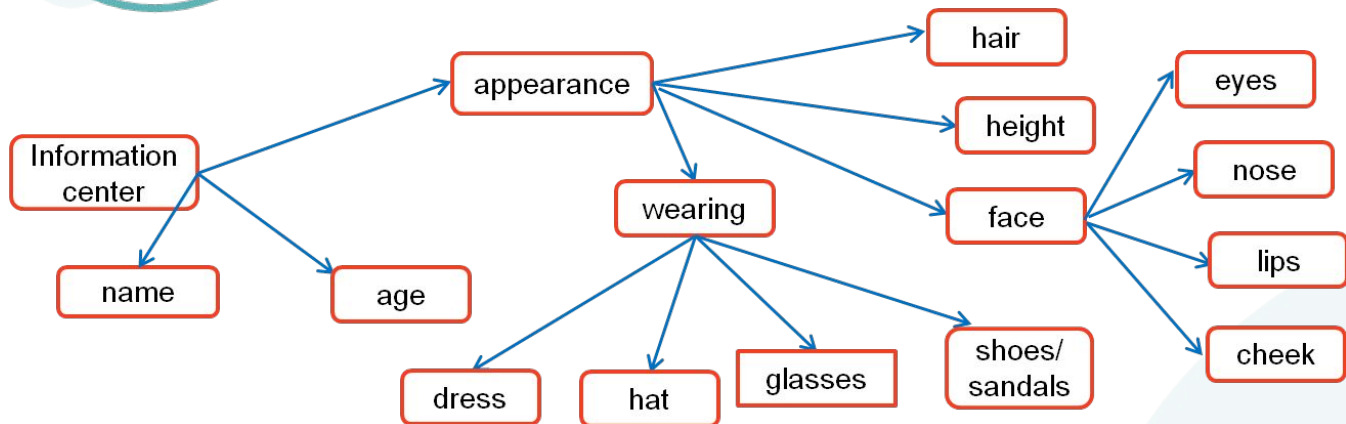 hair
appearance
eyes
height
Information
center
nose
wearing
face
lips
name
age
shoes/
sandals
cheek
glasses
dress
hat